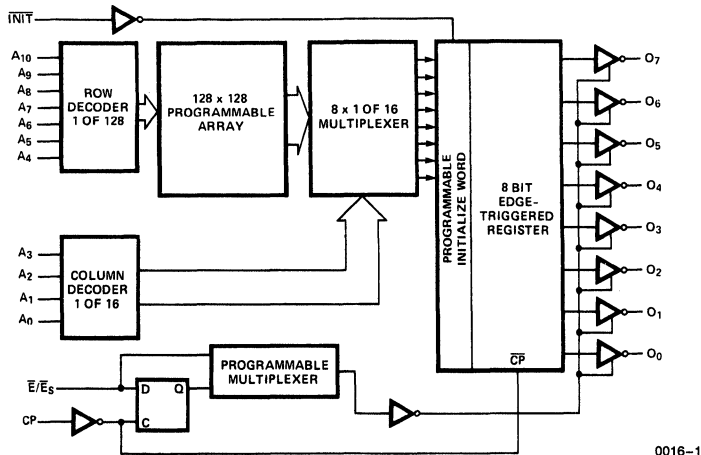 INIT
A10
A9
A8
A7
A6
A5
A4
ROW
DECODER
1 OF 128
128 x 128
PROGRAMMABLE
ARRAY
8 x 1 OF 16
MULTIPLEXER
PROGRAMMABLE
INITIALIZE WORD
8 BIT
EDGE-
TRIGGERED
REGISTER
CP
O7
O6
O5
O4
O3
O2
O1
O0
A3
A2
A1
A0
COLUMN
DECODER
1 OF 16
PROGRAMMABLE
MULTIPLEXER
E/ES
D
Q
C
CP
0016-1